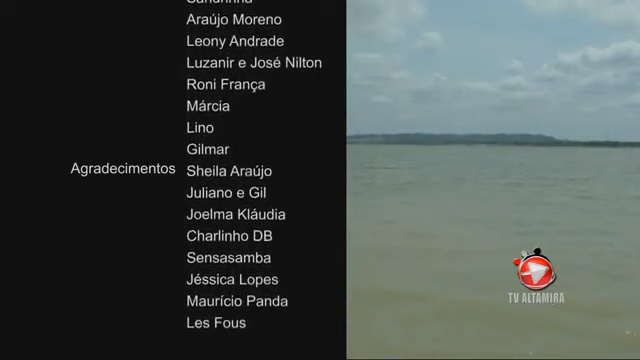 Araújo Moreno
Leony Andrade
Luzanir e José Nilton
Roni França
Márcia
Lino
Gilmar
Agradecimentos Sheila Araújo
Juliano e Gil
Joelma Kláudia
Charlinho DB
Sensasamba
Jéssica Lopes
Maurício Panda
Les Fous
TV ALTAMIRA